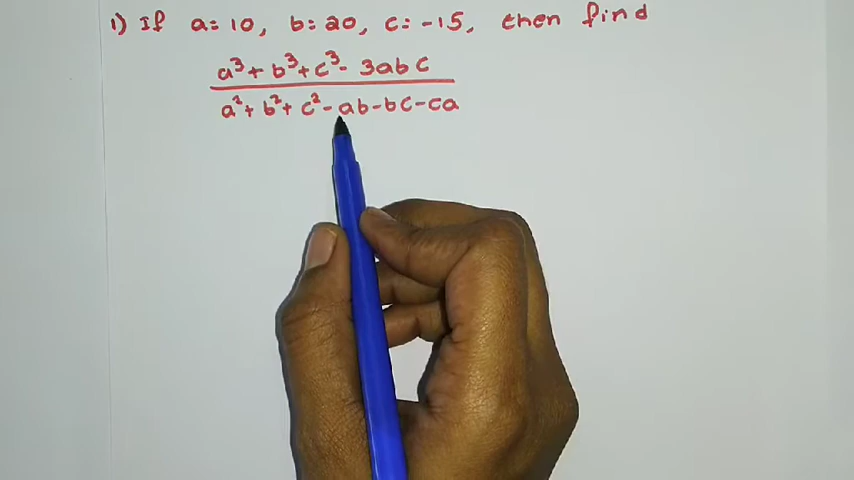 1) If a=10, b=20, c=-15, then find
a³+b³+c³-3abc
a²+b²+c²-ab-bc-ca